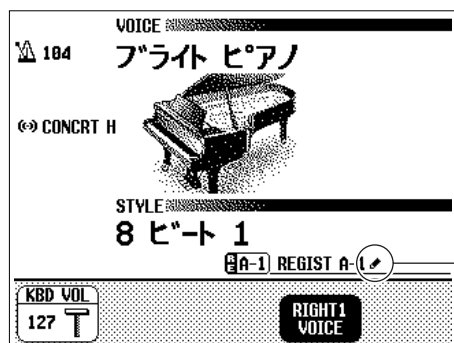 VOICE
104
ブライト ピアノ
CONCRT H
STYLE
8 ビート 1
A-1 REGIST A-1
KBD VOL
127
RIGHT1
VOICE